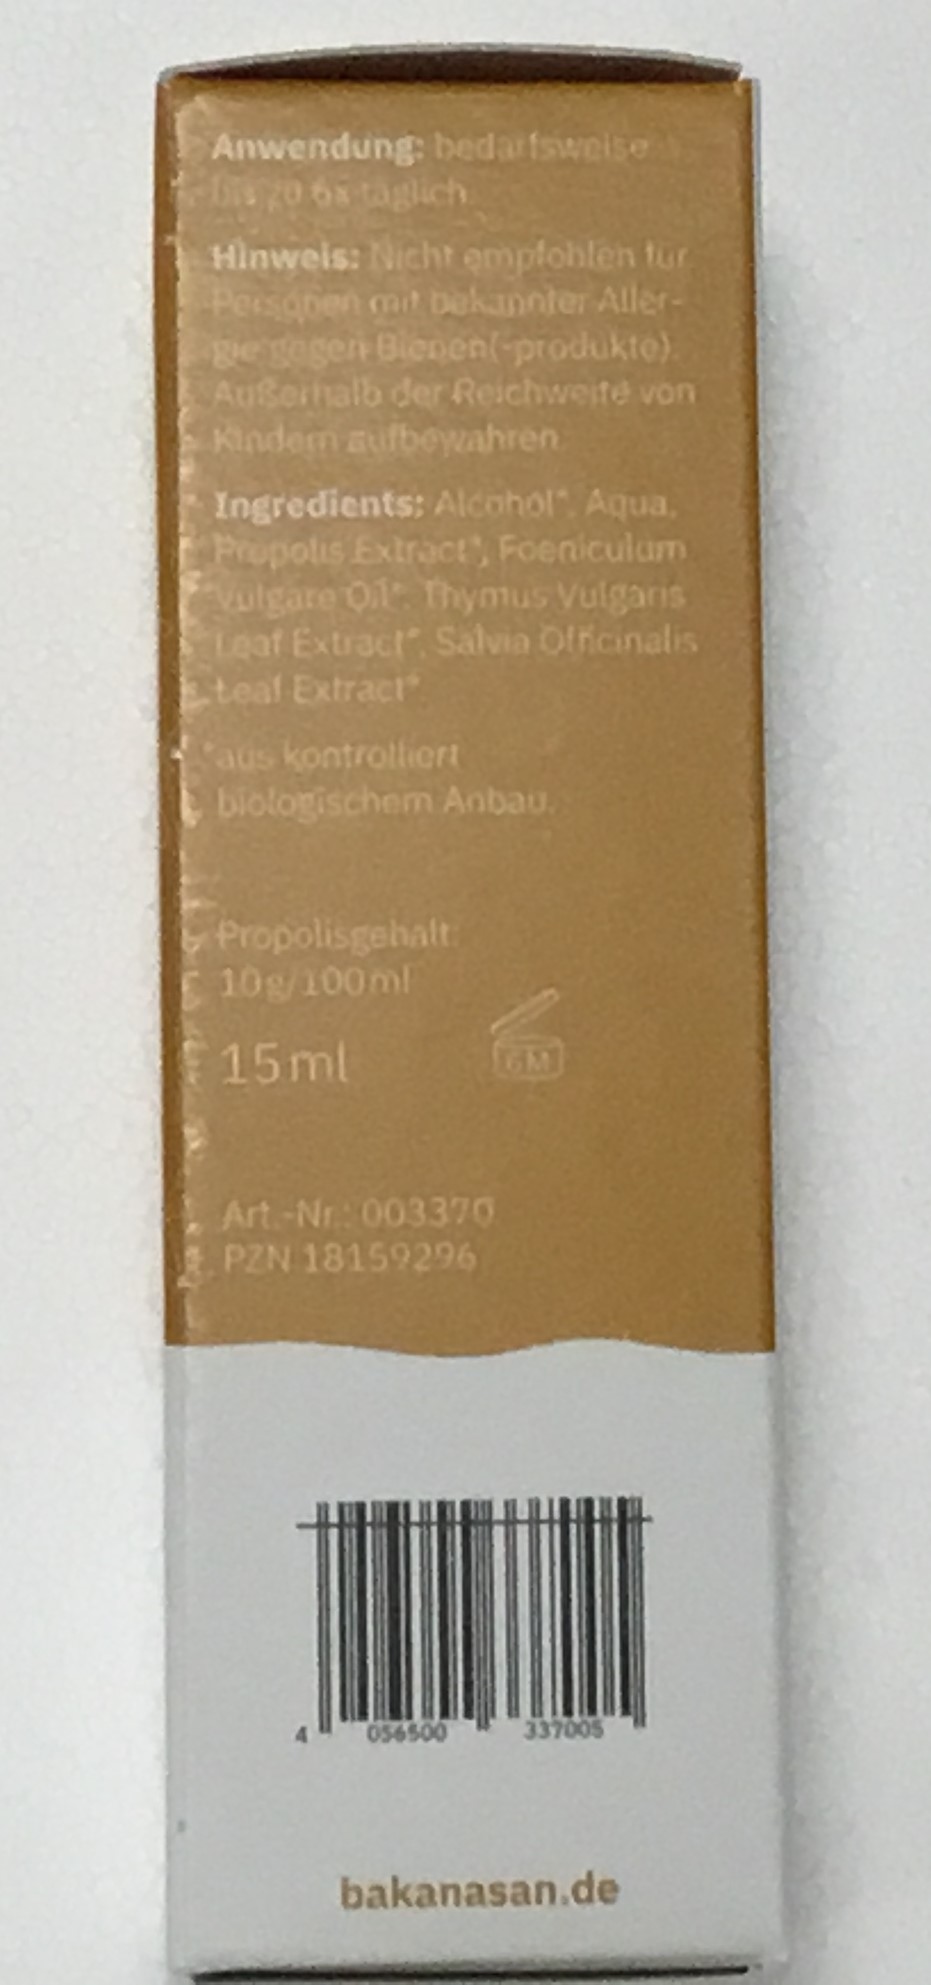 Anwendung: bedarfsweise
bis zu 6x täglich.
Hinweis: Nicht empfohlen für
Personen mit bekannter Aller-
gie gegen Bienen(-produkte).
Außerhalb der Reichweite von
Kindern aufbewahren.
Ingredients: Alcohol*, Aqua,
Propolis Extract*, Foeniculum
Vulgare Oil*, Thymus Vulgaris
Leaf Extract*, Salvia Officinalis
Leaf Extract*
*aus kontrolliert
biologischem Anbau.
Propolisgehalt:
10g/100ml
15ml
6M
Art.-Nr.: 003370
PZN 18159296
4 056500 337005
bakanasan.de